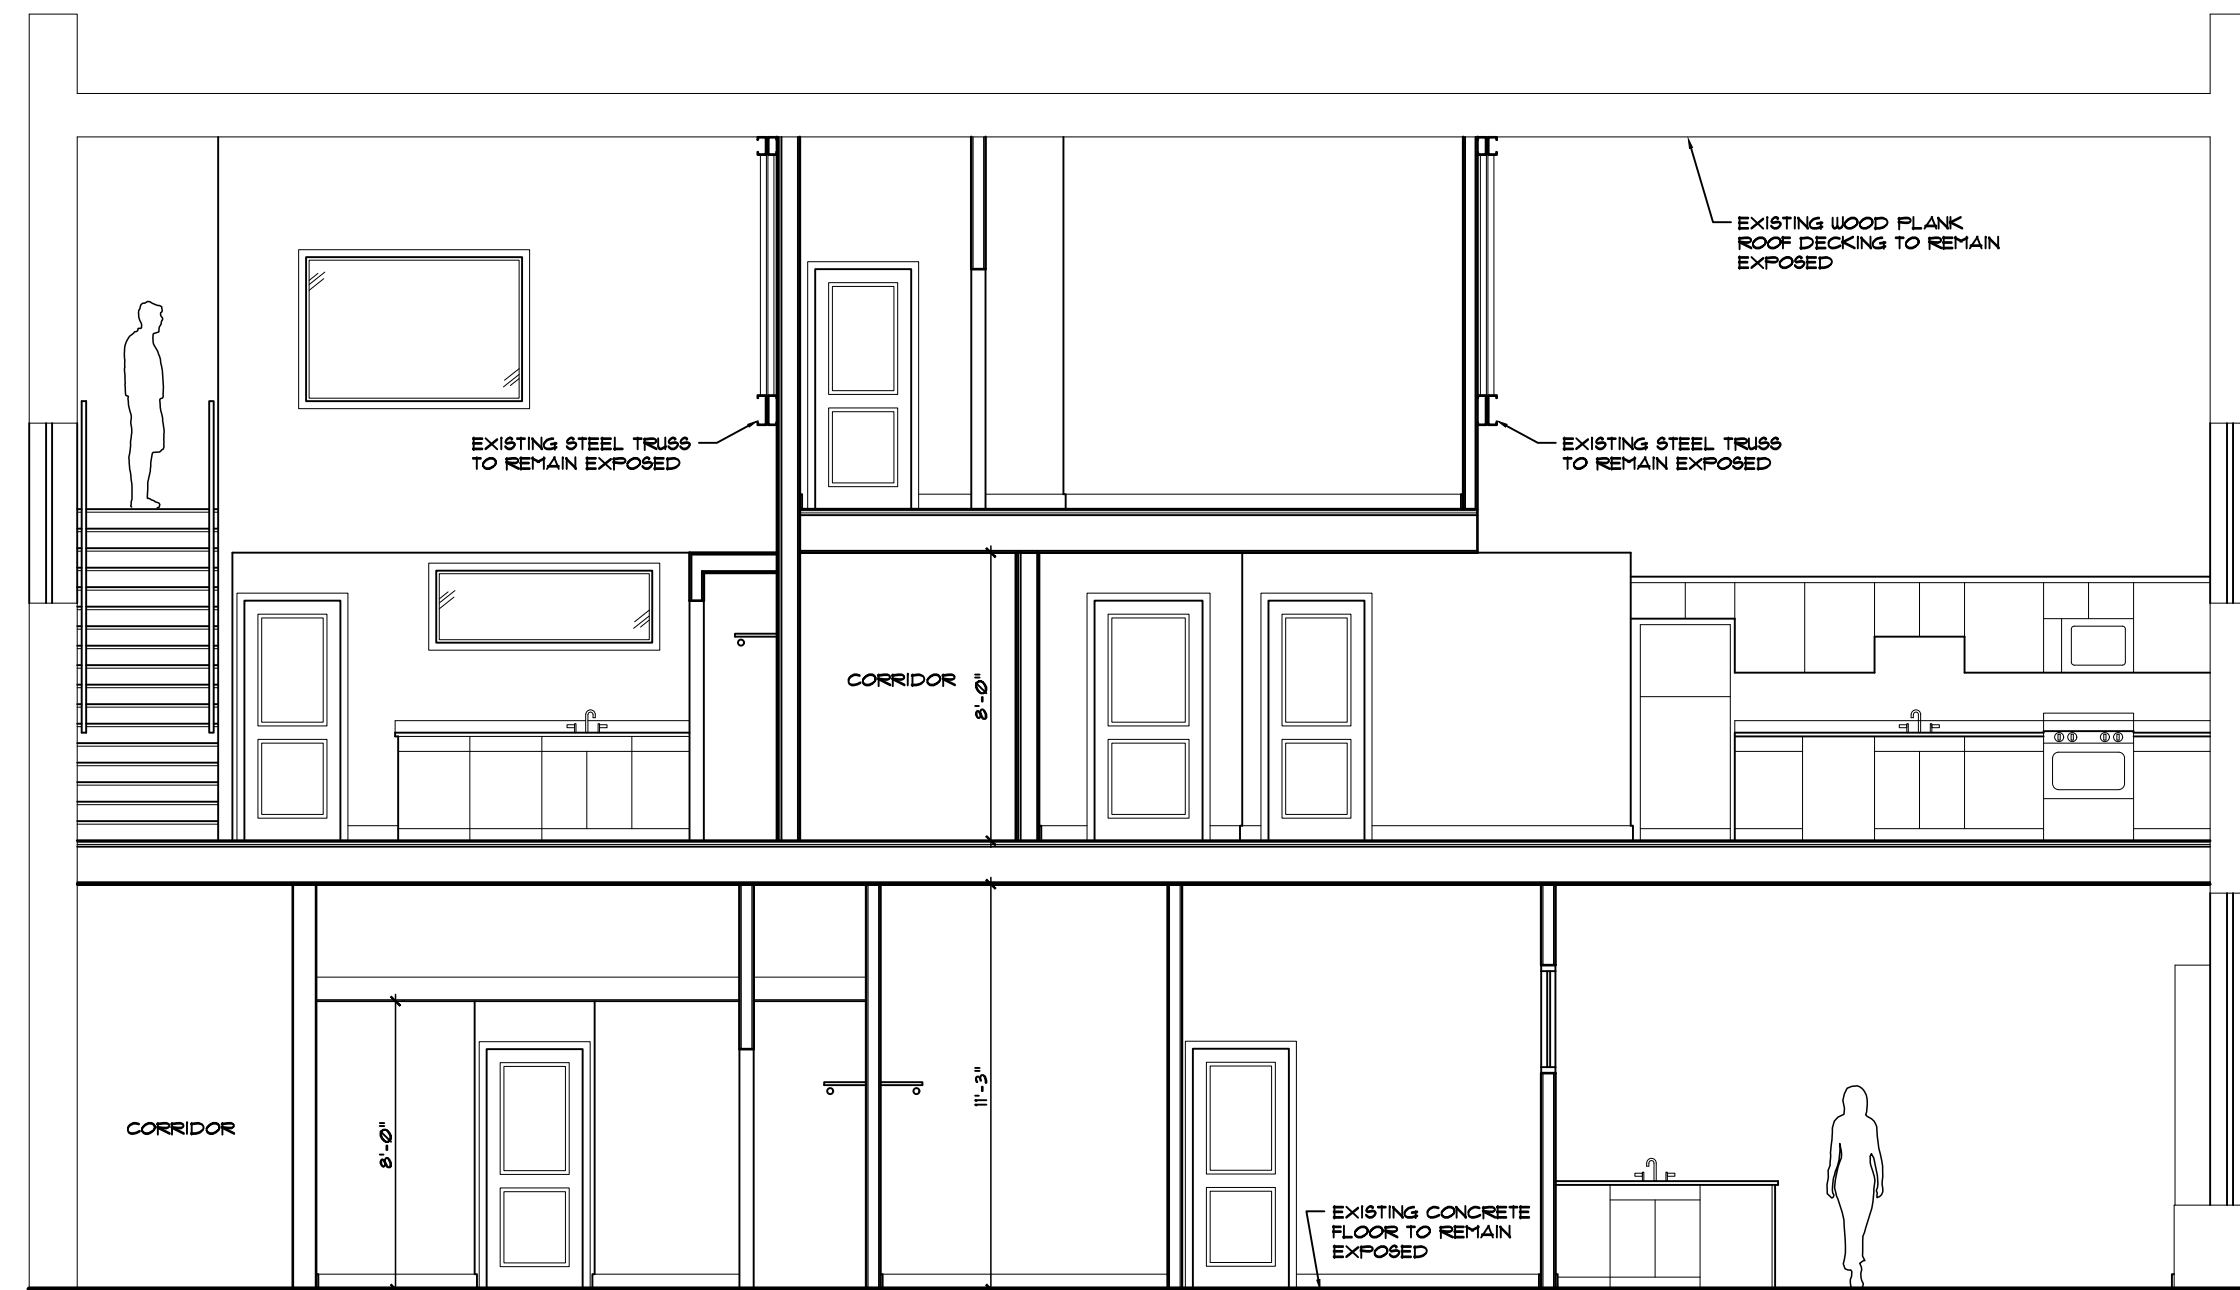 EXISTING WOOD PLANK
ROOF DECKING TO REMAIN
EXPOSED
EXISTING STEEL TRUSS
TO REMAIN EXPOSED
EXISTING STEEL TRUSS
TO REMAIN EXPOSED
CORRIDOR
8'-0"
CORRIDOR
8'-0"
11'-3"
EXISTING CONCRETE
FLOOR TO REMAIN
EXPOSED